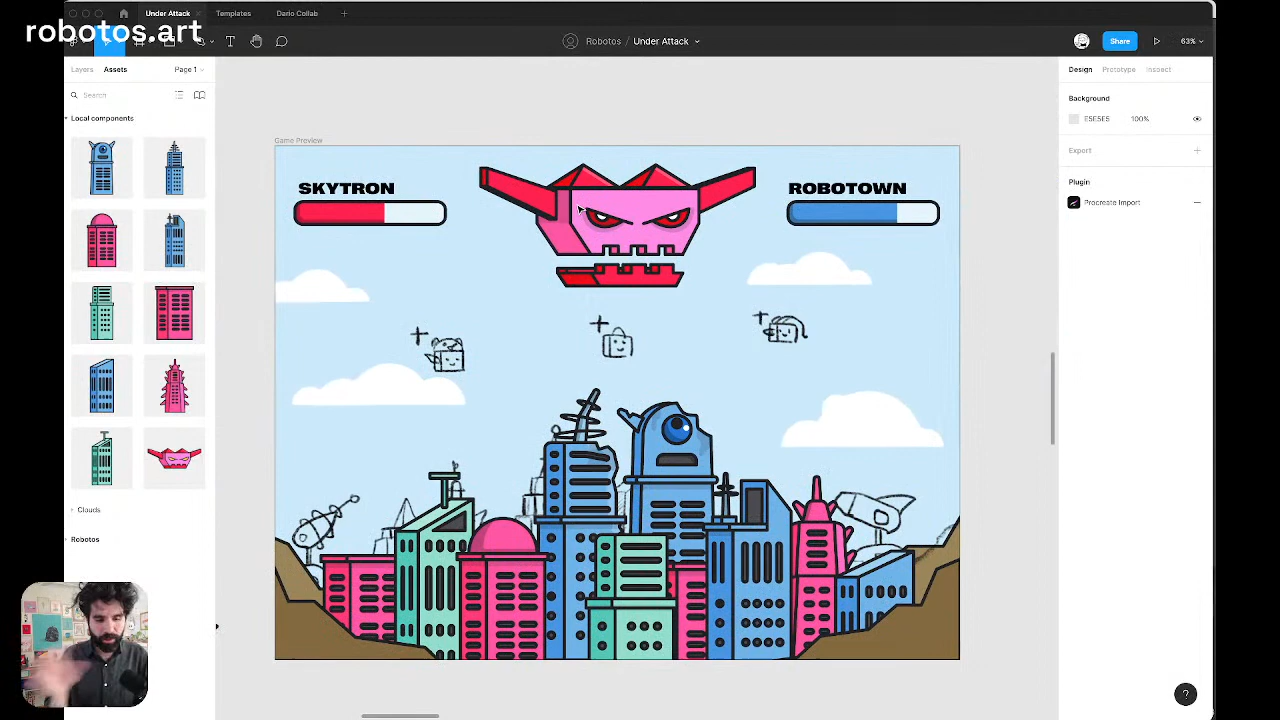 robotos.art
Under Attack
Templates
Dario Collab
Robotos / Under Attack
Share
63%
Layers
Assets
Page 1
Design
Prototype
Inspect
Search
Background
Local components
E5E5E5
100%
Game Preview
Export
Plugin
Procreate Import
SKYTRON
ROBOTOWN
Clouds
Robotos
?